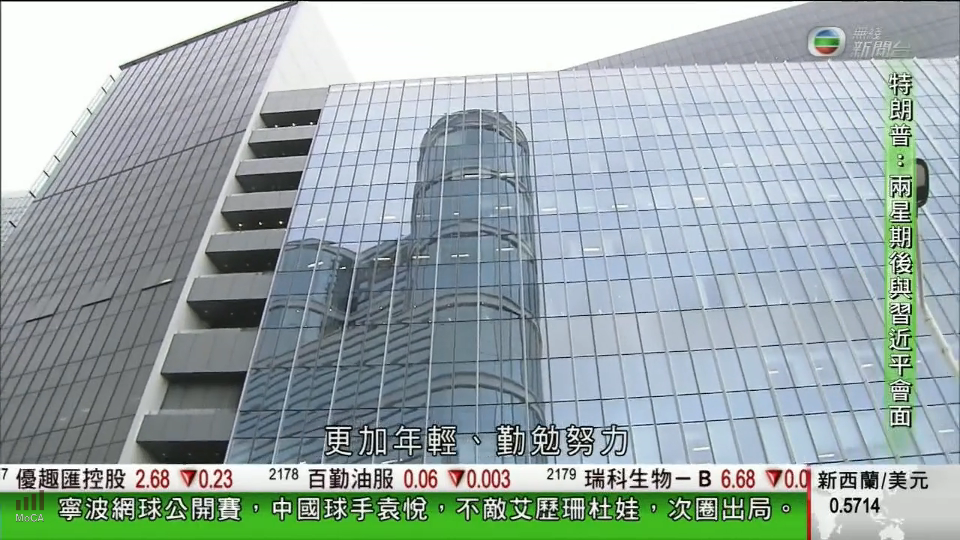 無綫
新聞台
特朗普：兩星期後與習近平會面
更加年輕、勤勉努力
7 優趣匯控股 2.68 ▼0.23 2178 百勤油服 0.06 ▼0.003 2179 瑞科生物－B 6.68 ▼0.0
新西蘭/美元
0.5714
MoCA
寧波網球公開賽，中國球手袁悅，不敵艾歷珊杜娃，次圈出局。